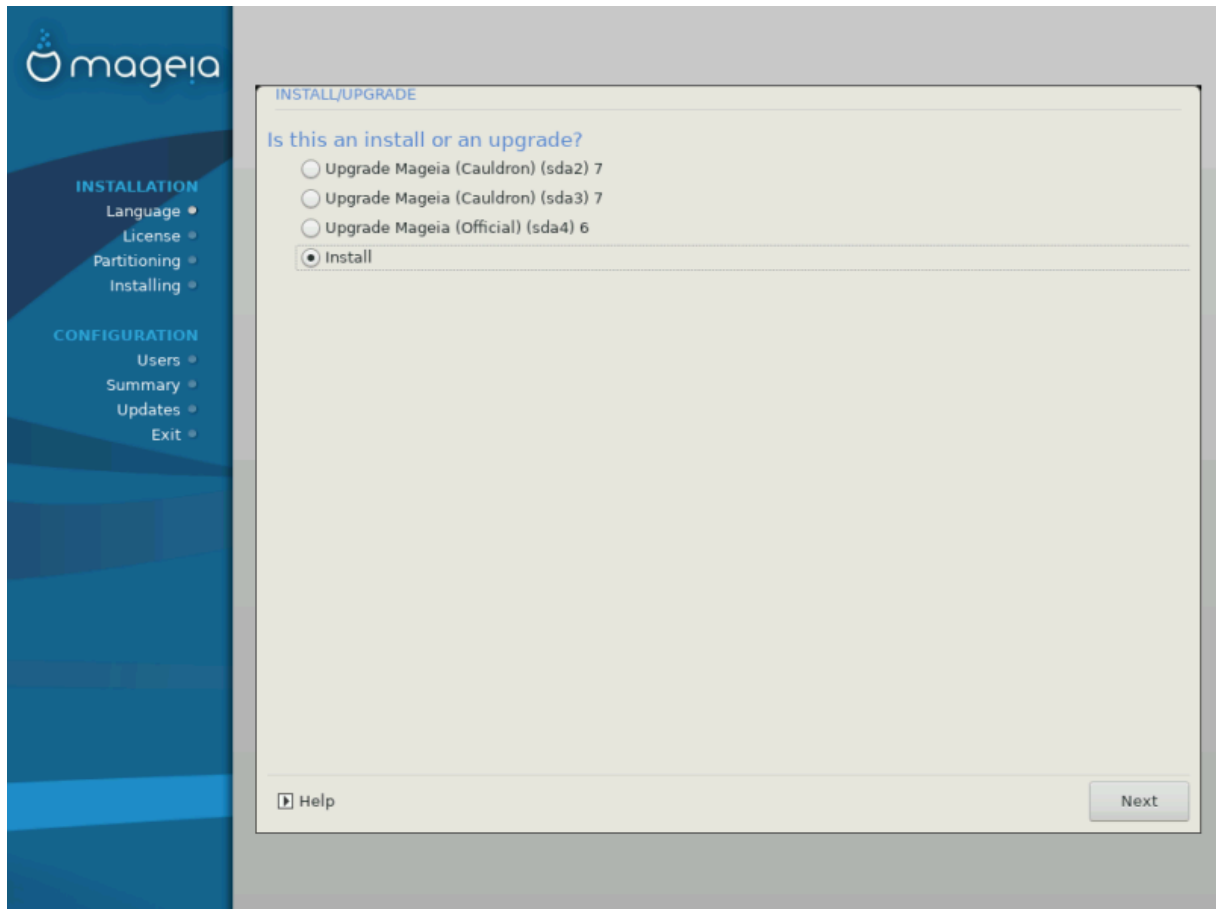 mageia
INSTALLATION
Language
License
Partitioning
Installing
CONFIGURATION
Users
Summary
Updates
Exit
INSTALL/UPGRADE
Is this an install or an upgrade?
Upgrade Mageia (Cauldron) (sda2) 7
Upgrade Mageia (Cauldron) (sda3) 7
Upgrade Mageia (Official) (sda4) 6
Install
Help
Next